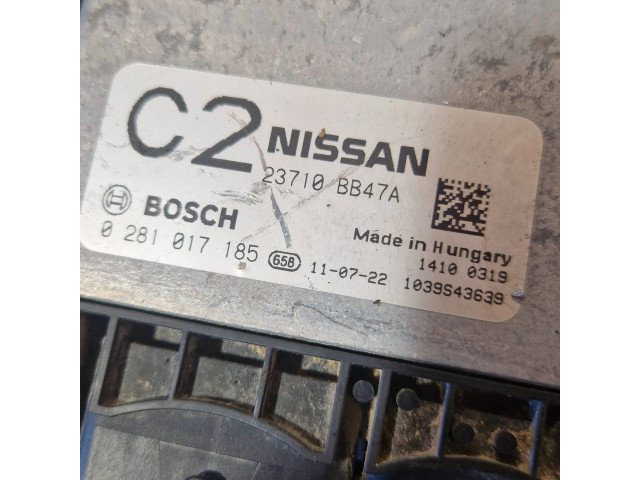 C2 NISSAN
23710 BB47A
BOSCH
0 281 017 185 658 11-07-22
Made in Hungary
1410 0319
1039S43639